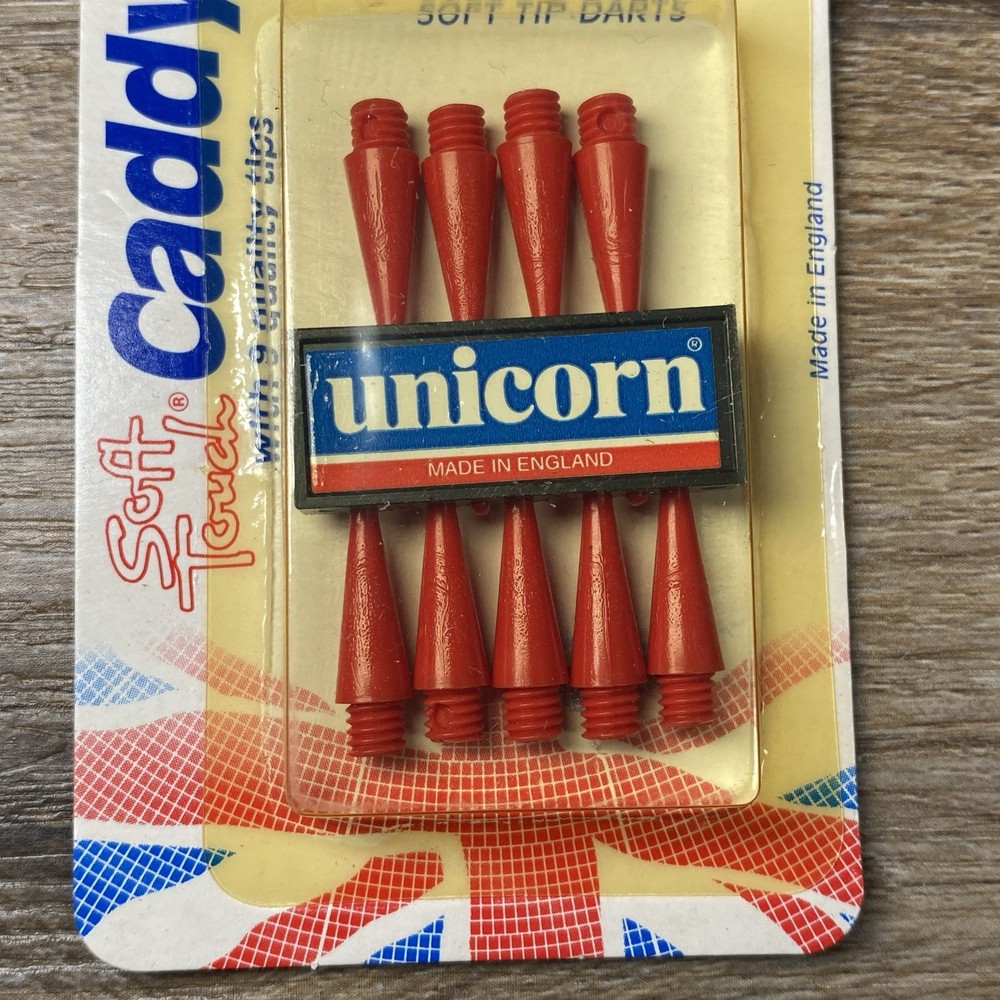 SOFT TIP DARTS
Caddy
with 9 quality tips
Soft
Touch®
unicorn®
MADE IN ENGLAND
Made in England